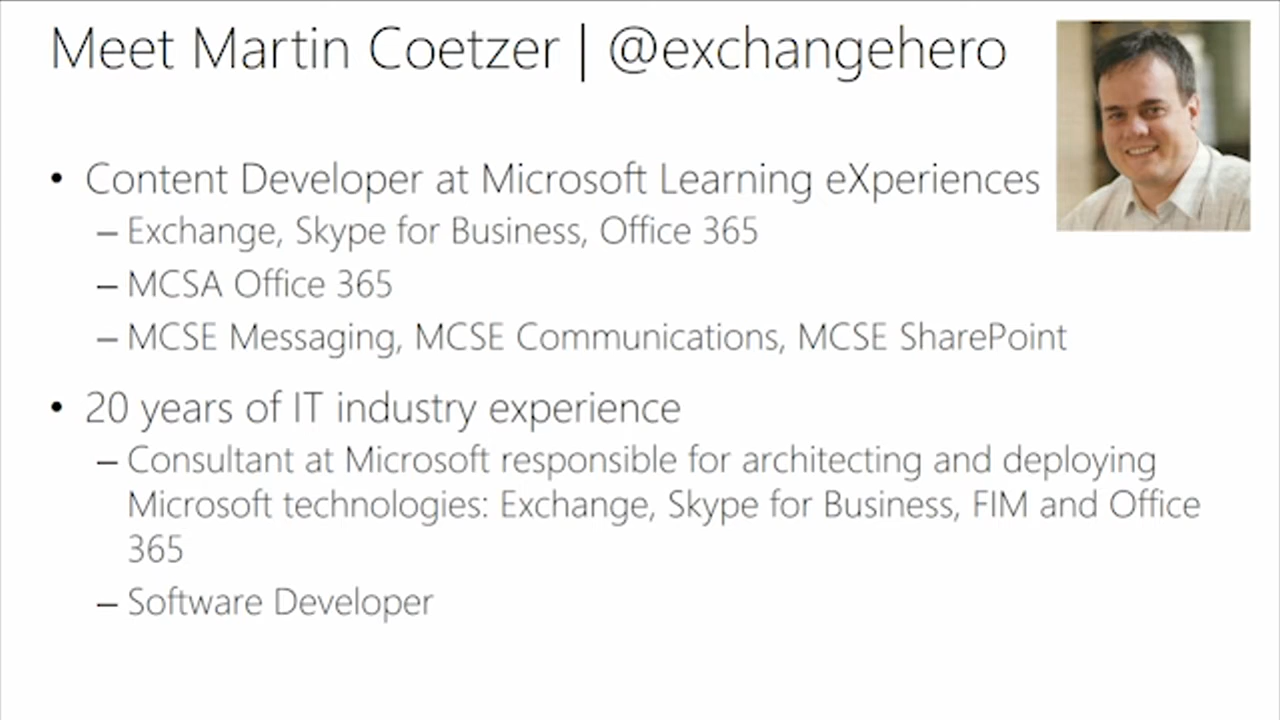 Meet Martin Coetzer | @exchangehero
• Content Developer at Microsoft Learning eXperiences
– Exchange, Skype for Business, Office 365
– MCSA Office 365
– MCSE Messaging, MCSE Communications, MCSE SharePoint
• 20 years of IT industry experience
– Consultant at Microsoft responsible for architecting and deploying
Microsoft technologies: Exchange, Skype for Business, FIM and Office
365
– Software Developer